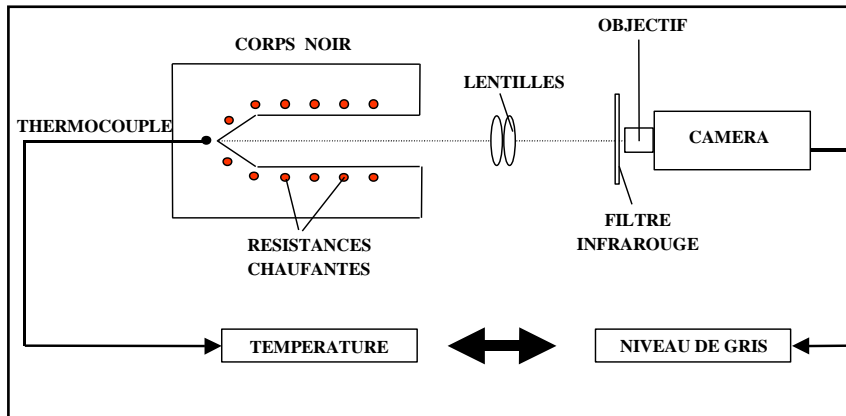 OBJECTIF
CORPS NOIR
LENTILLES
THERMOCOUPLE
CAMERA
FILTRE
INFRAROUGE
RESISTANCES
CHAUFANTES
TEMPERATURE
NIVEAU DE GRIS